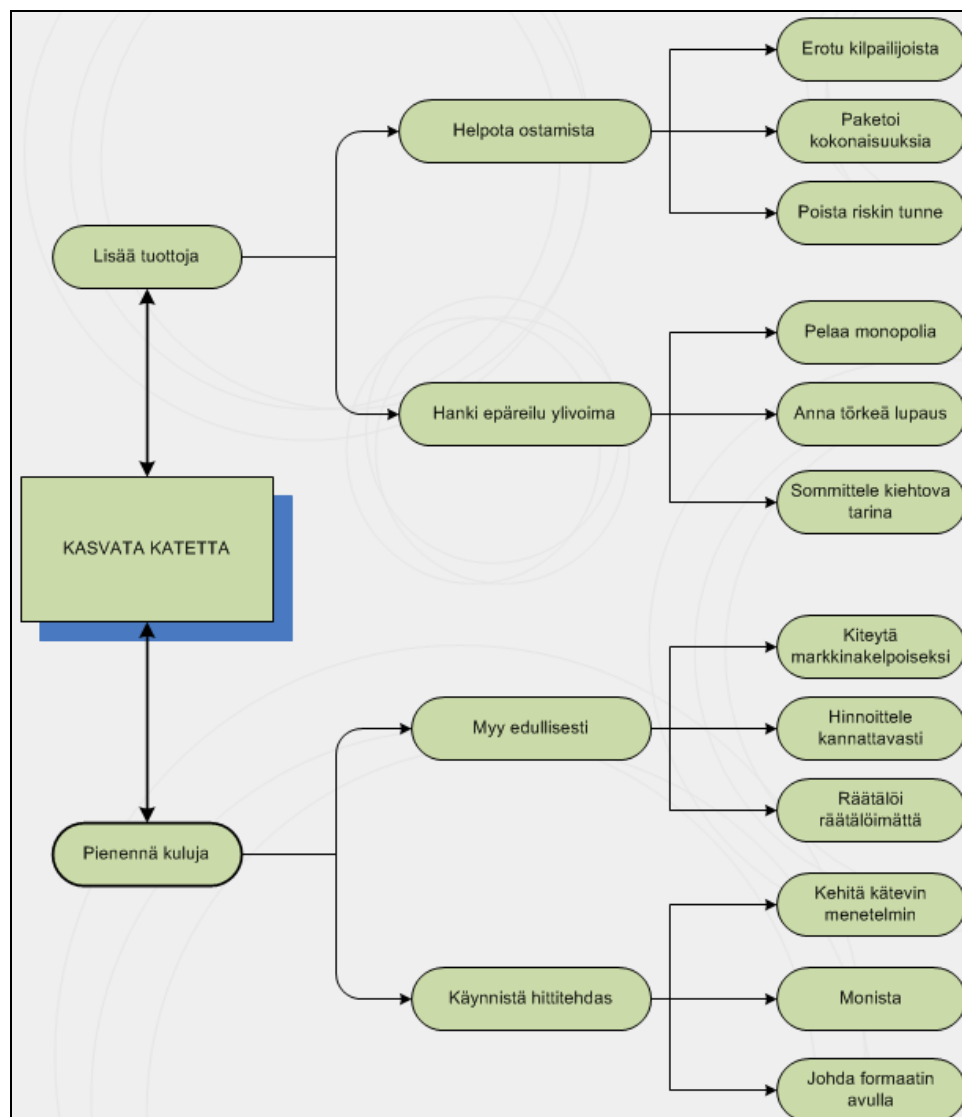 Erotu kilpailijoista
Helpota ostamista
Paketoi
kokonaisuuksia
Poista riskin tunne
Lisää tuottoja
Pelaa monopolia
Hanki epäreilu ylivoima
Anna törkeä lupaus
Sommittele kiehtova
tarina
KASVATA KATETTA
Kiteytä
markkinakelpoiseksi
Myy edullisesti
Hinnoittele
kannattavasti
Räätälöi
räätälöimättä
Pienennä kuluja
Kehitä kätevin
menetelmin
Käynnistä hittitehdas
Monista
Johda formaatin
avulla